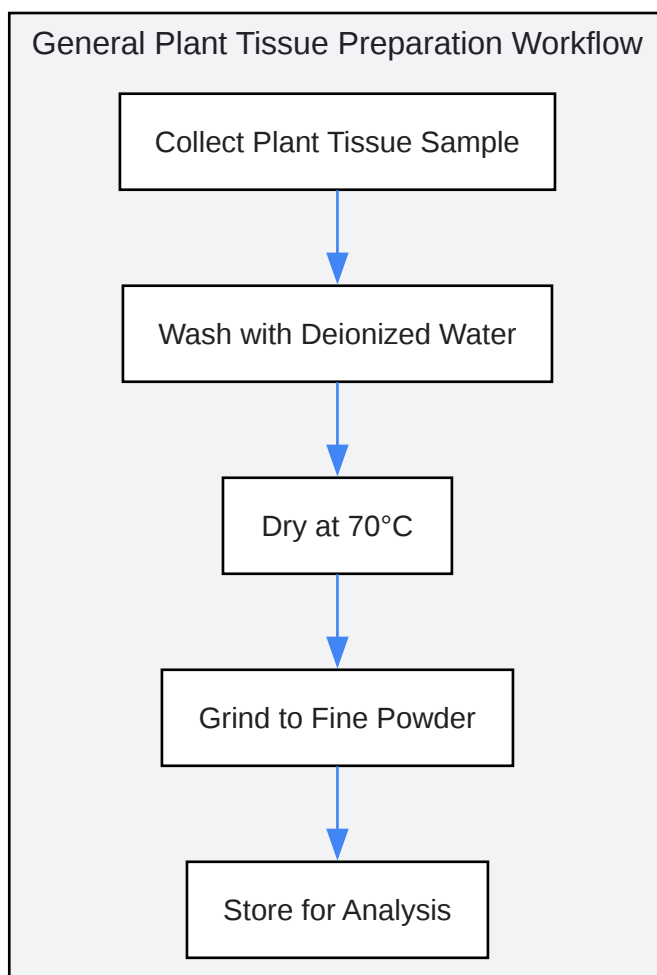 General Plant Tissue Preparation Workflow
Collect Plant Tissue Sample
Wash with Deionized Water
Dry at 70°C
Grind to Fine Powder
Store for Analysis